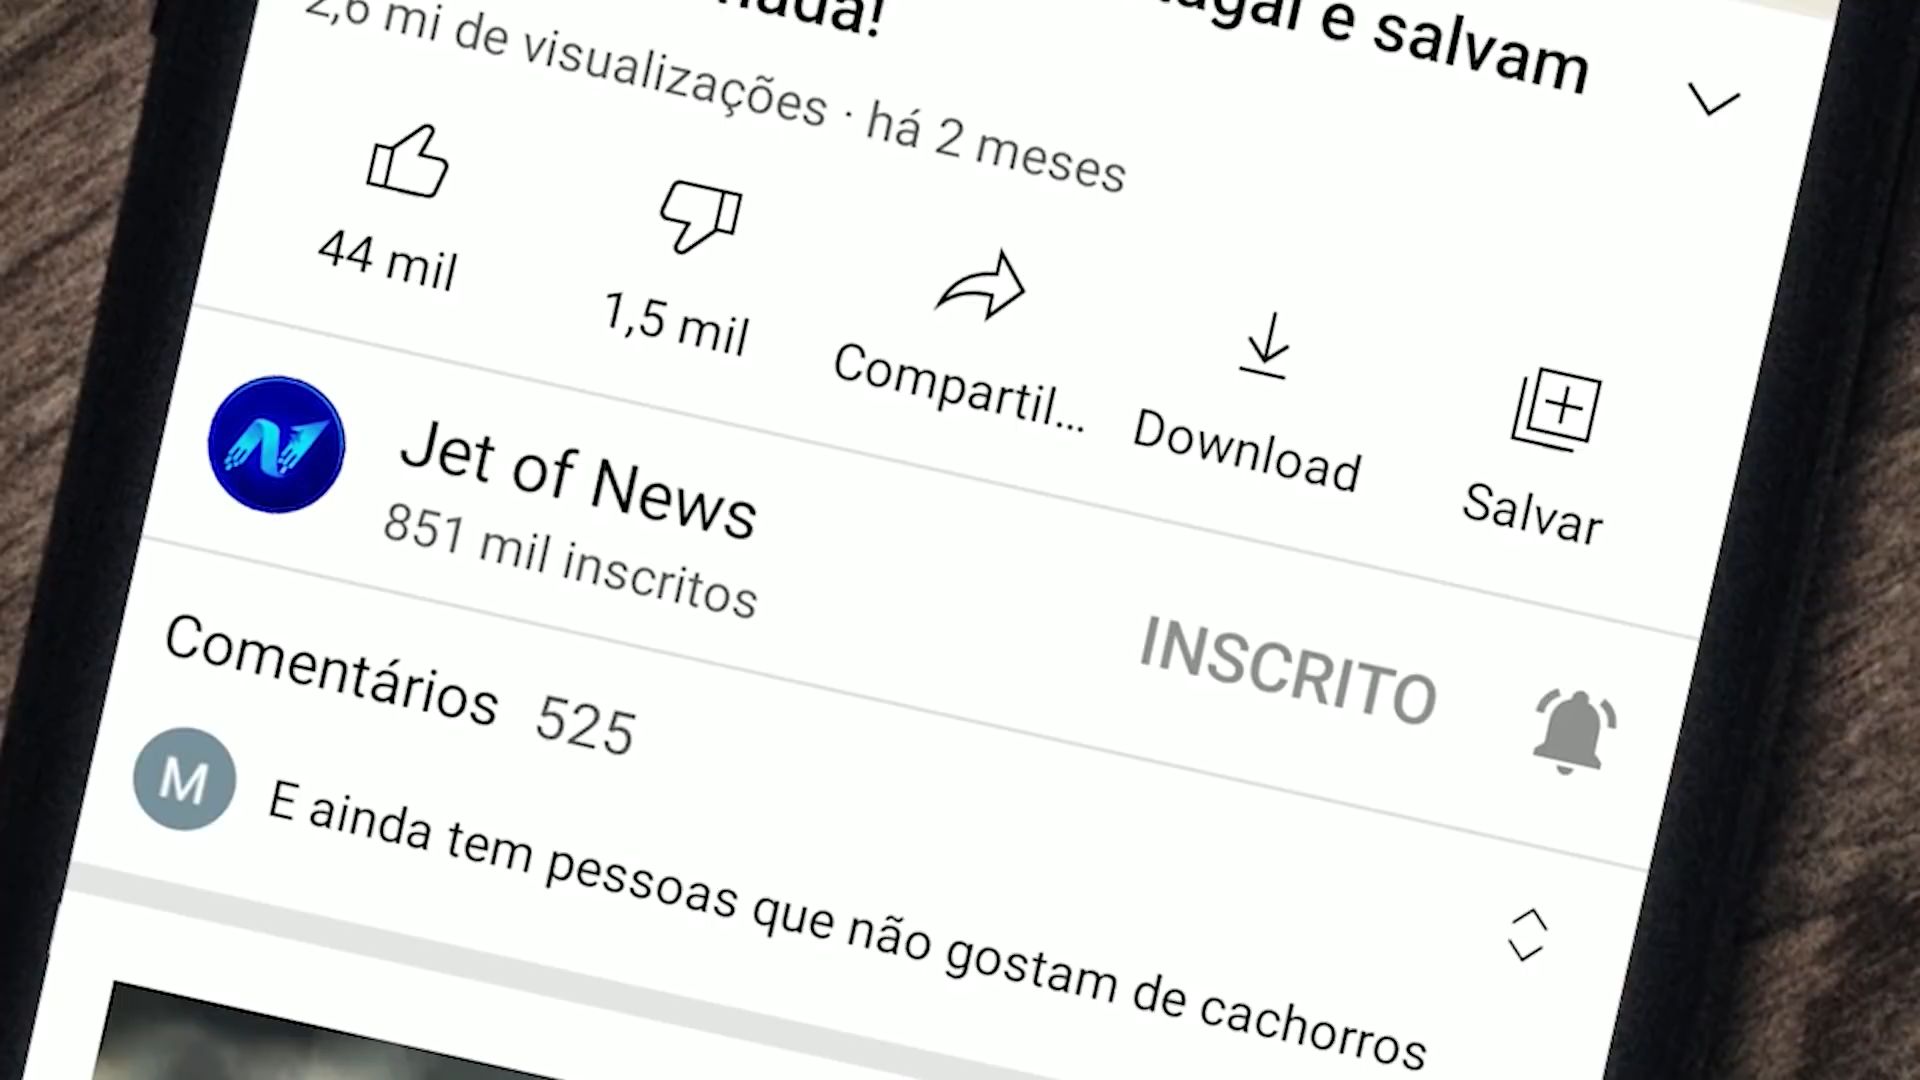 e salvam
2,6 mi de visualizações · há 2 meses
44 mil
1,5 mil
Compartil...
Download
Salvar
Jet of News
851 mil inscritos
INSCRITO
Comentários 525
M
E ainda tem pessoas que não gostam de cachorros